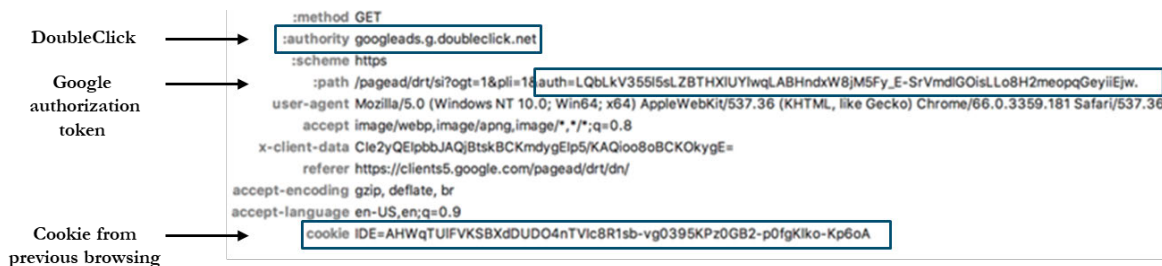 :method GET
DoubleClick
:authority googleads.g.doubleclick.net
:scheme https
Google
authorization
token
:path /pagead/drt/si?ogt=1&pli=1&auth=LQbLkV355I5sLZBTHXIUYIwqLABHndxW8jM5Fy_E-SrVmdIGOisLLo8H2meopqGeyiiEjw.
user-agent Mozilla/5.0 (Windows NT 10.0; Win64; x64) AppleWebKit/537.36 (KHTML, like Gecko) Chrome/66.0.3359.181 Safari/537.36
accept image/webp,image/apng,image/*,*/*;q=0.8
x-client-data CIe2yQEIpbbJAQjBtskBCKmdygEIp5/KAQioo8oBCKOkygE=
referer https://clients5.google.com/pagead/drt/dn/
accept-encoding gzip, deflate, br
accept-language en-US,en;q=0.9
Cookie from
previous browsing
cookie IDE=AHWqTUIFVKSBXdDUDO4nTVIc8R1sb-vg0395KPz0GB2-p0fgKIko-Kp6oA